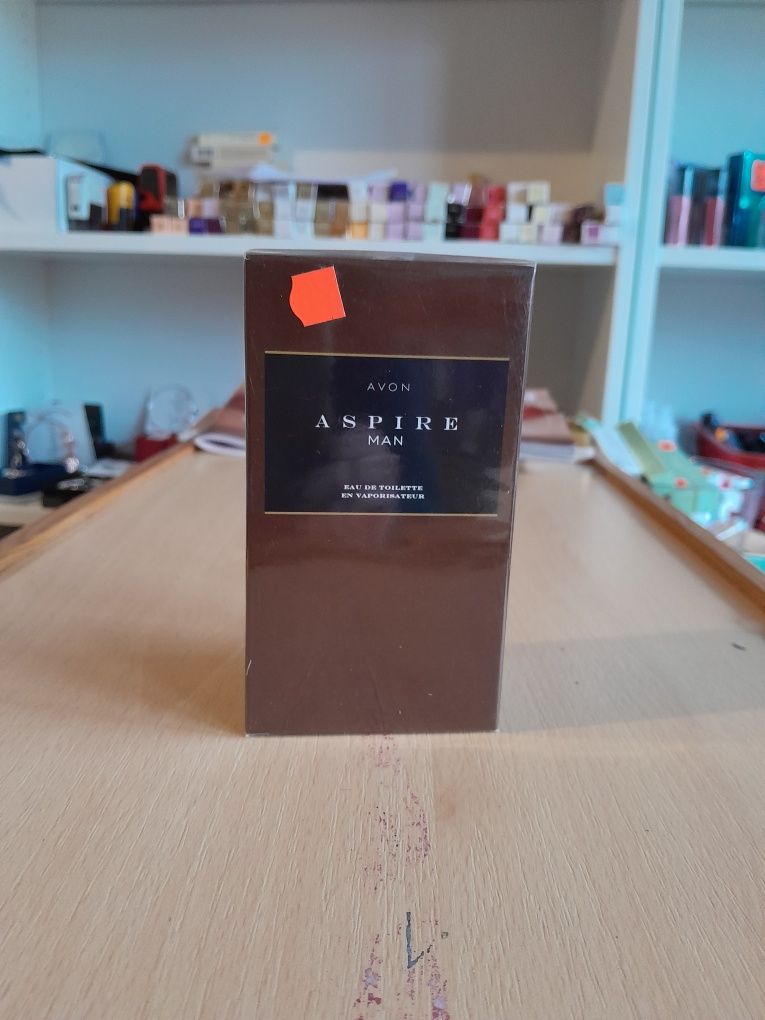 AVON
ASPIRE
MAN
EAU DE TOILETTE
EN VAPORISATEUR